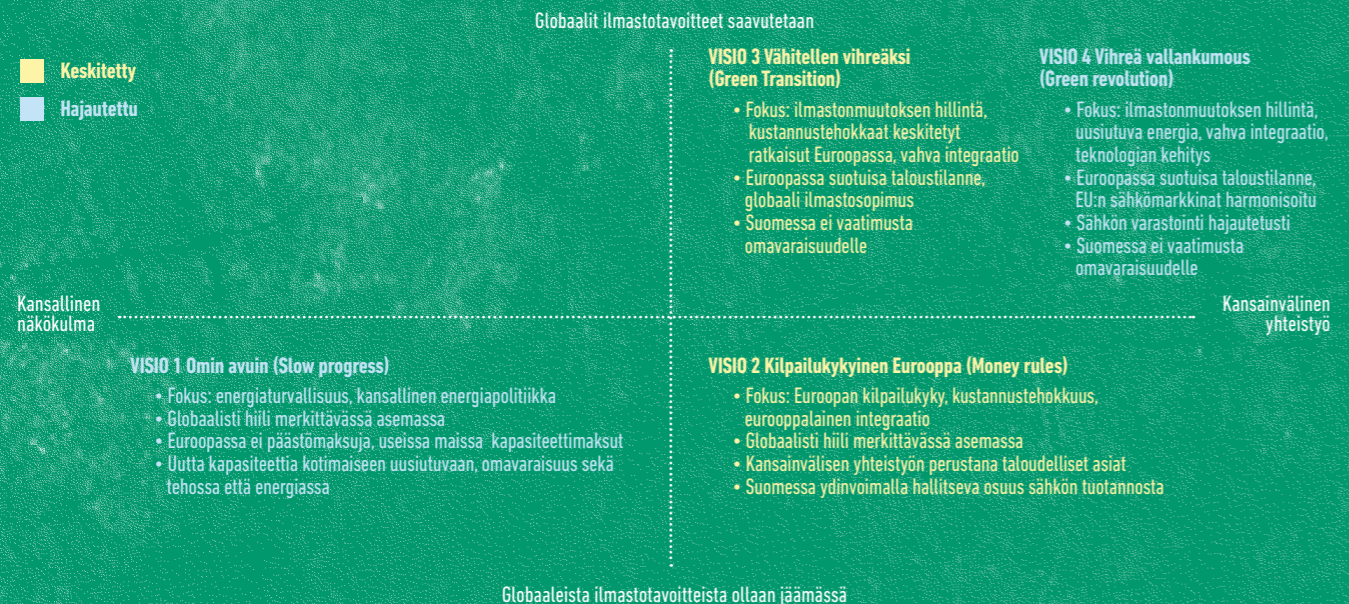 Globaalit ilmastotavoitteet saavutetaan
Keskitetty
Hajautettu
VISIO 3 Vähitellen vihreäksi
(Green Transition)
• Fokus: ilmastonmuutoksen hillintä,
kustannustehokkaat keskitetyt
ratkaisut Euroopassa, vahva integraatio
• Euroopassa suotuisa taloustilanne,
globaali ilmastosopimus
• Suomessa ei vaatimusta
omavaraisuudelle
VISIO 4 Vihreä vallankumous
(Green revolution)
• Fokus: ilmastonmuutoksen hillintä,
uusiutuva energia, vahva integraatio,
teknologian kehitys
• Euroopassa suotuisa taloustilanne,
EU:n sähkömarkkinat harmonisoitu
• Sähkön varastointi hajautetusti
• Suomessa ei vaatimusta
omavaraisuudelle
Kansallinen
näkökulma
Kansainvälinen
yhteistyö
VISIO 1 Omin avuin (Slow progress)
• Fokus: energiaturvallisuus, kansallinen energiapolitiikka
• Globaalisti hiili merkittävässä asemassa
• Euroopassa ei päästömaksuja, useissa maissa kapasiteettimaksut
• Uutta kapasiteettia kotimaiseen uusiutuvaan, omavaraisuus sekä
tehossa että energiassa
VISIO 2 Kilpailukykyinen Eurooppa (Money rules)
• Fokus: Euroopan kilpailukyky, kustannustehokkuus,
eurooppalainen integraatio
• Globaalisti hiili merkittävässä asemassa
• Kansainvälisen yhteistyön perustana taloudelliset asiat
• Suomessa ydinvoimalla hallitseva osuus sähkön tuotannosta
Globaaleista ilmastotavoitteista ollaan jäämässä